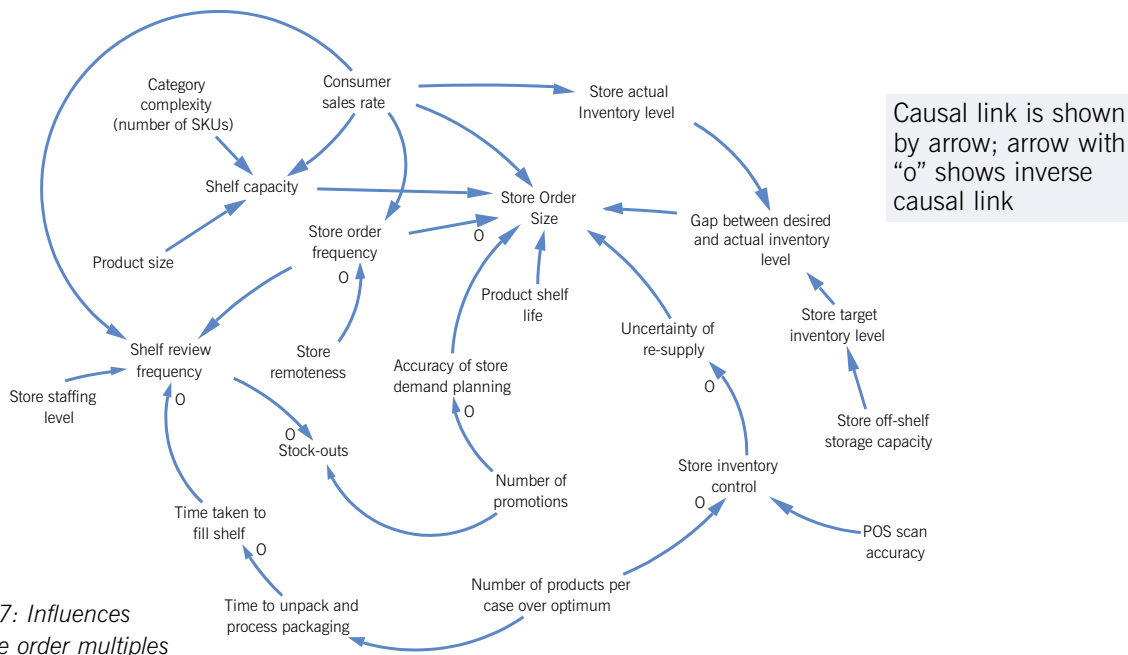 Category
complexity
(number of SKUs)
Consumer
sales rate
Store actual
Inventory level
Causal link is shown
by arrow; arrow with
“o” shows inverse
causal link
Shelf capacity
Store Order
Size
Gap between desired
and actual inventory
level
Product size
Store order
frequency
O
O
Product shelf
life
Shelf review
frequency
O
Store
remoteness
Accuracy of store
demand planning
O
Uncertainty of
re-supply
O
Store target
inventory level
Store staffing
level
O
Stock-outs
Store off-shelf
storage capacity
Number of
promotions
Store inventory
control
O
Time taken to
fill shelf
O
POS scan
accuracy
Number of products per
case over optimum
Time to unpack and
process packaging
7: Influences
order multiples